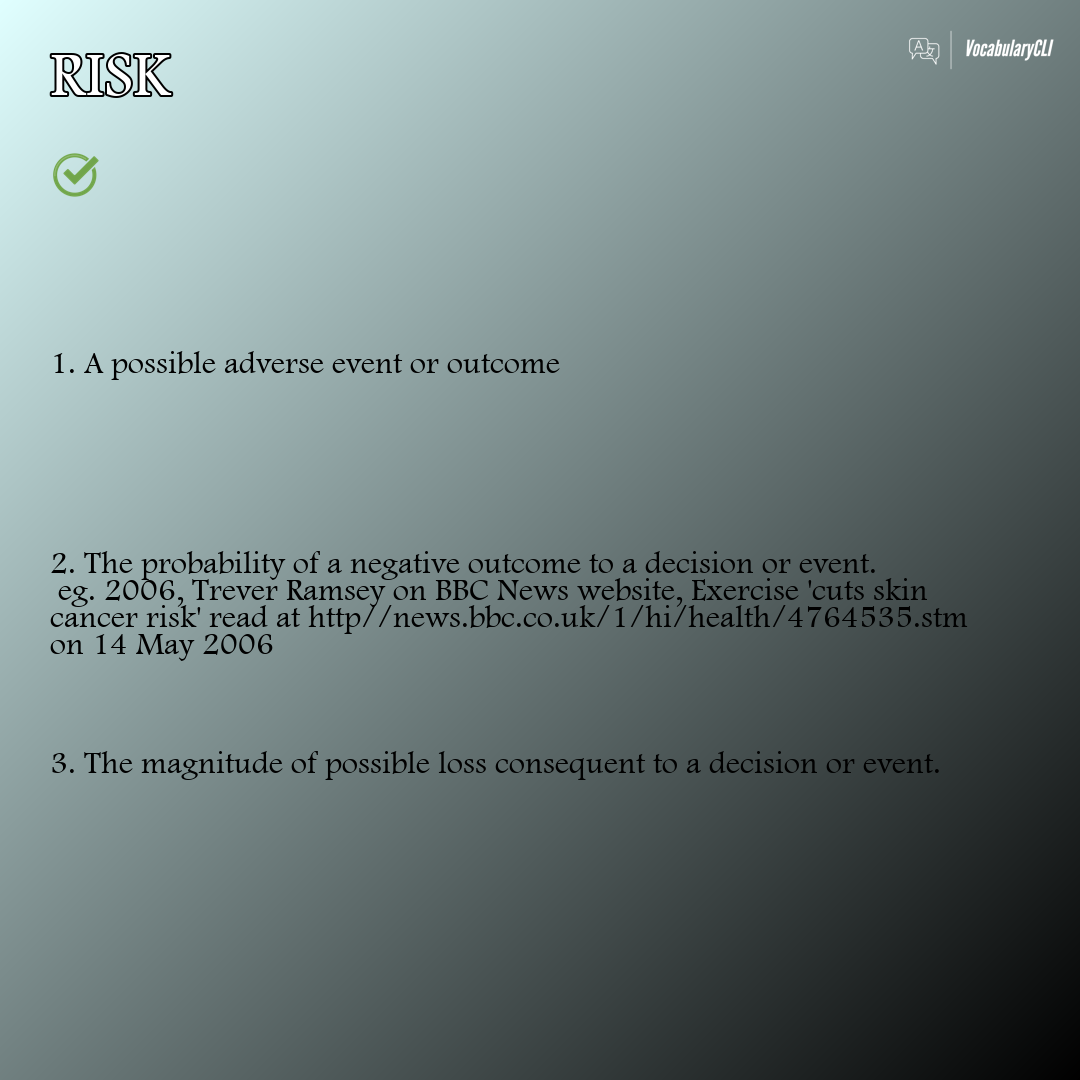 RISK
VocabularyCLI
1. A possible adverse event or outcome
2. The probability of a negative outcome to a decision or event.
eg. 2006, Trever Ramsey on BBC News website, Exercise 'cuts skin
cancer risk' read at http//news.bbc.co.uk/1/hi/health/4764535.stm
on 14 May 2006
3. The magnitude of possible loss consequent to a decision or event.